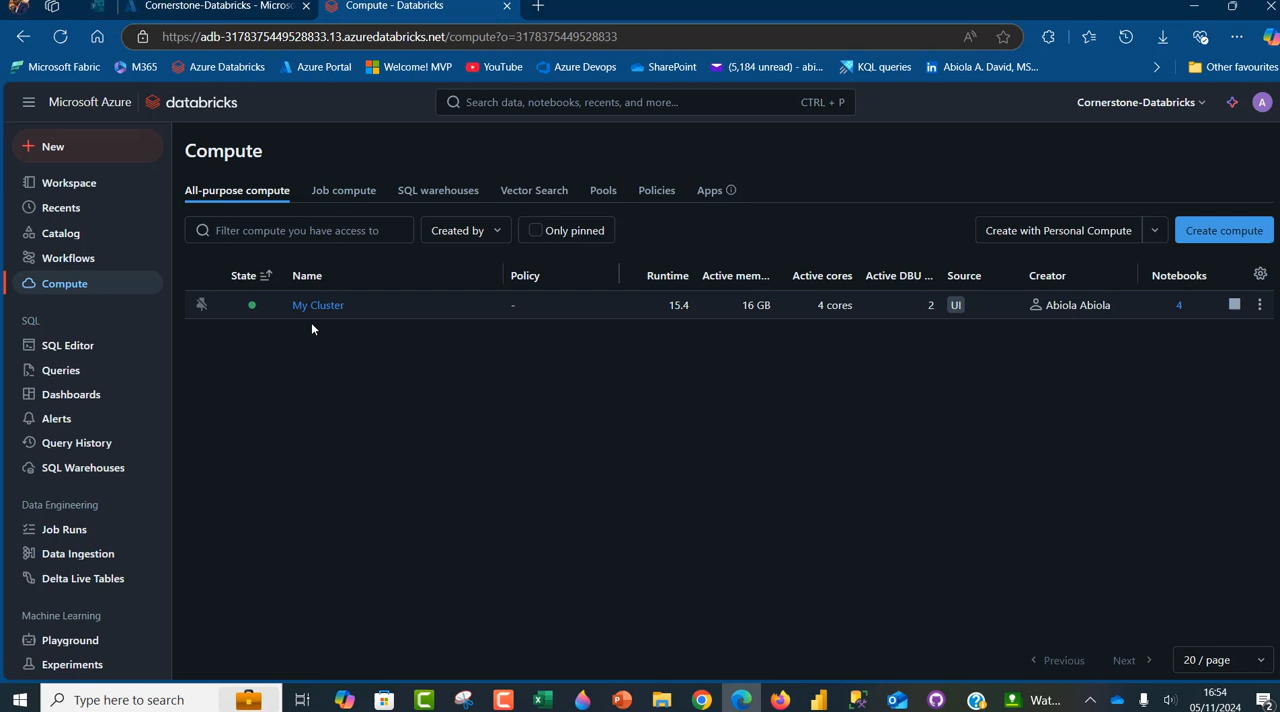 Cornerstone-Databricks - Microso
Compute - Databricks
https://adb-3178375449528833.13.azuredatabricks.net/compute?o=3178375449528833
Microsoft Fabric
M365
Azure Databricks
Azure Portal
Welcome! MVP
YouTube
Azure Devops
SharePoint
(5,184 unread) - abi...
KQL queries
Abiola A. David, MS...
Other favourites
Microsoft Azure
databricks
Search data, notebooks, recents, and more...
CTRL + P
Cornerstone-Databricks
A
New
Workspace
Recents
Catalog
Workflows
Compute
SQL
SQL Editor
Queries
Dashboards
Alerts
Query History
SQL Warehouses
Data Engineering
Job Runs
Data Ingestion
Delta Live Tables
Machine Learning
Playground
Experiments
Compute
All-purpose compute
Job compute
SQL warehouses
Vector Search
Pools
Policies
Apps
Filter compute you have access to
Created by
Only pinned
Create with Personal Compute
Create compute
State Name Policy Runtime Active mem... Active cores Active DBU ... Source Creator Notebooks
My Cluster - 15.4 16 GB 4 cores 2 UI Abiola Abiola 4
Previous
Next
20 / page
Type here to search
Wat...
16:54
05/11/2024
2